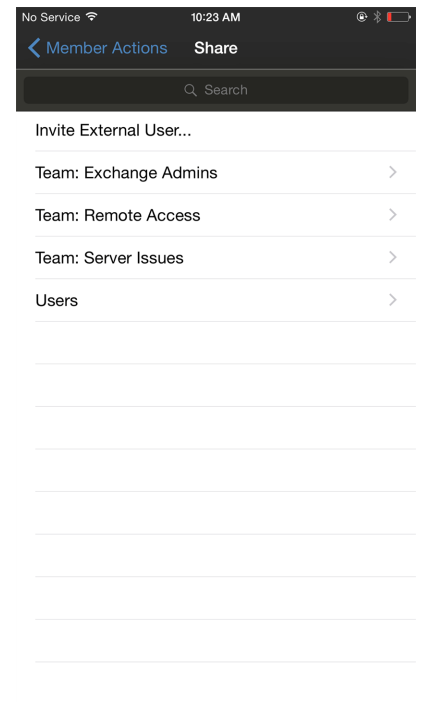 No Service 10:23 AM
Member Actions Share
Search
Invite External User...
Team: Exchange Admins
Team: Remote Access
Team: Server Issues
Users